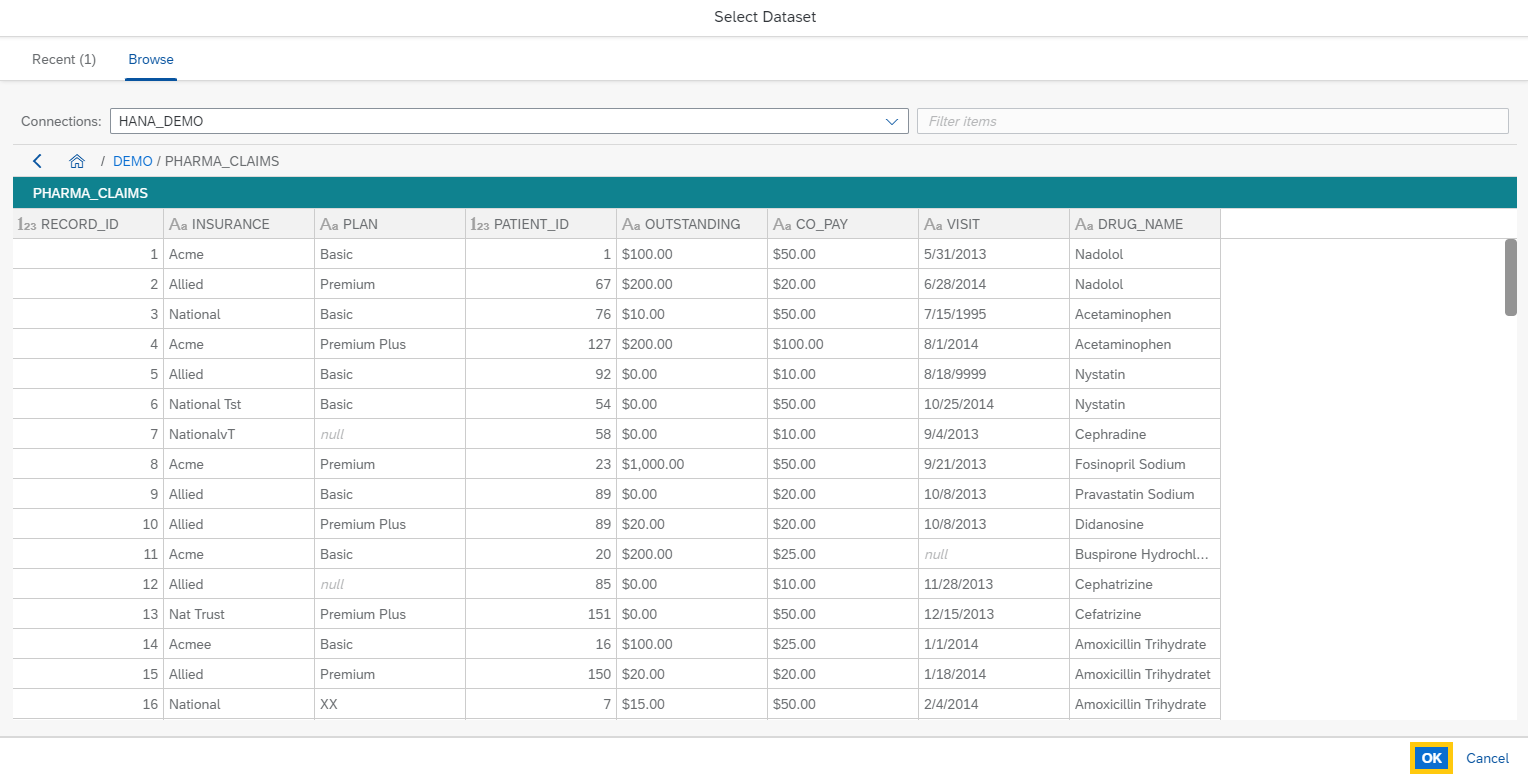 Select Dataset
Recent (1) Browse
Connections: HANA_DEMO Filter items
/ DEMO / PHARMA_CLAIMS
PHARMA_CLAIMS
123 RECORD_ID Aa INSURANCE Aa PLAN 123 PATIENT_ID Aa OUTSTANDING Aa CO_PAY Aa VISIT Aa DRUG_NAME
1 Acme Basic 1 $100.00 $50.00 5/31/2013 Nadolol
2 Allied Premium 67 $200.00 $20.00 6/28/2014 Nadolol
3 National Basic 76 $10.00 $50.00 7/15/1995 Acetaminophen
4 Acme Premium Plus 127 $200.00 $100.00 8/1/2014 Acetaminophen
5 Allied Basic 92 $0.00 $10.00 8/18/9999 Nystatin
6 National Tst Basic 54 $0.00 $50.00 10/25/2014 Nystatin
7 NationalvT null 58 $0.00 $10.00 9/4/2013 Cephradine
8 Acme Premium 23 $1,000.00 $50.00 9/21/2013 Fosinopril Sodium
9 Allied Basic 89 $0.00 $20.00 10/8/2013 Pravastatin Sodium
10 Allied Premium Plus 89 $20.00 $20.00 10/8/2013 Didanosine
11 Acme Basic 20 $200.00 $25.00 null Buspirone Hydrochl...
12 Allied null 85 $0.00 $10.00 11/28/2013 Cephatrizine
13 Nat Trust Premium Plus 151 $0.00 $50.00 12/15/2013 Cefatrizine
14 Acmee Basic 16 $100.00 $25.00 1/1/2014 Amoxicillin Trihydrate
15 Allied Premium 150 $20.00 $20.00 1/18/2014 Amoxicillin Trihydratet
16 National XX 7 $15.00 $50.00 2/4/2014 Amoxicillin Trihydrate
OK Cancel